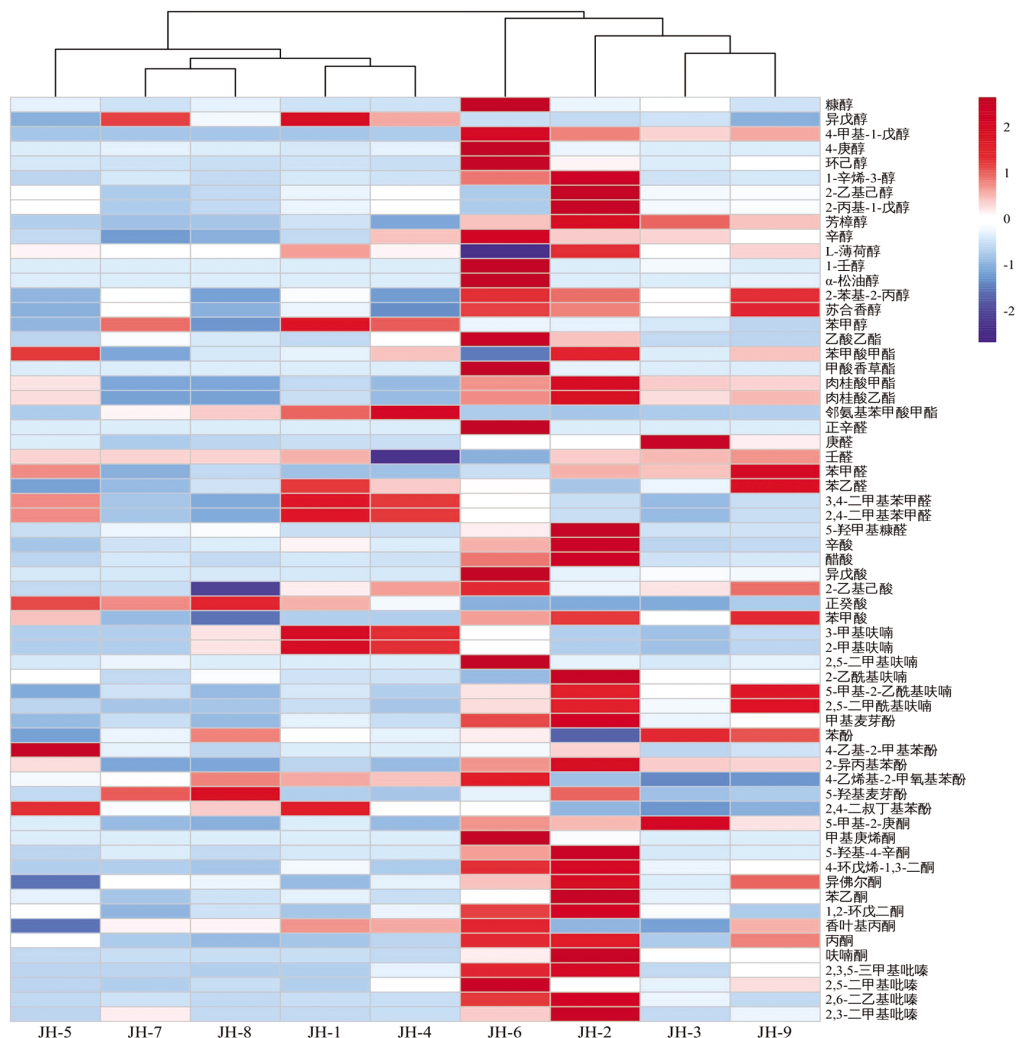 糠醇
异戊醇
4-甲基-1-戊醇
4-庚醇
环己醇
1-辛烯-3-醇
2-乙基己醇
2-丙基-1-戊醇
芳樟醇
辛醇
L-薄荷醇
1-壬醇
α-松油醇
2-苯基-2-丙醇
苏合香醇
苯甲醇
乙酸乙酯
苯甲酸甲酯
甲酸香草酯
肉桂酸甲酯
肉桂酸乙酯
邻氨基苯甲酸甲酯
正辛醛
庚醛
壬醛
苯甲醛
苯乙醛
3,4-二甲基苯甲醛
2,4-二甲基苯甲醛
5-羟甲基糠醛
辛酸
醋酸
异戊酸
2-乙基己酸
正癸酸
苯甲酸
3-甲基呋喃
2-甲基呋喃
2,5-二甲基呋喃
2-乙酰基呋喃
5-甲基-2-乙酰基呋喃
2,5-二甲酰基呋喃
甲基麦芽酚
苯酚
4-乙基-2-甲基苯酚
2-异丙基苯酚
4-乙烯基-2-甲氧基苯酚
5-羟基麦芽酚
2,4-二叔丁基苯酚
5-甲基-2-庚酮
甲基庚烯酮
5-羟基-4-辛酮
4-环戊烯-1,3-二酮
异佛尔酮
苯乙酮
1,2-环戊二酮
香叶基丙酮
丙酮
呋喃酮
2,3,5-三甲基吡嗪
2,5-二甲基吡嗪
2,6-二乙基吡嗪
2,3-二甲基吡嗪
JH-5 JH-7 JH-8 JH-1 JH-4 JH-6 JH-2 JH-3 JH-9
2
1
0
-1
-2